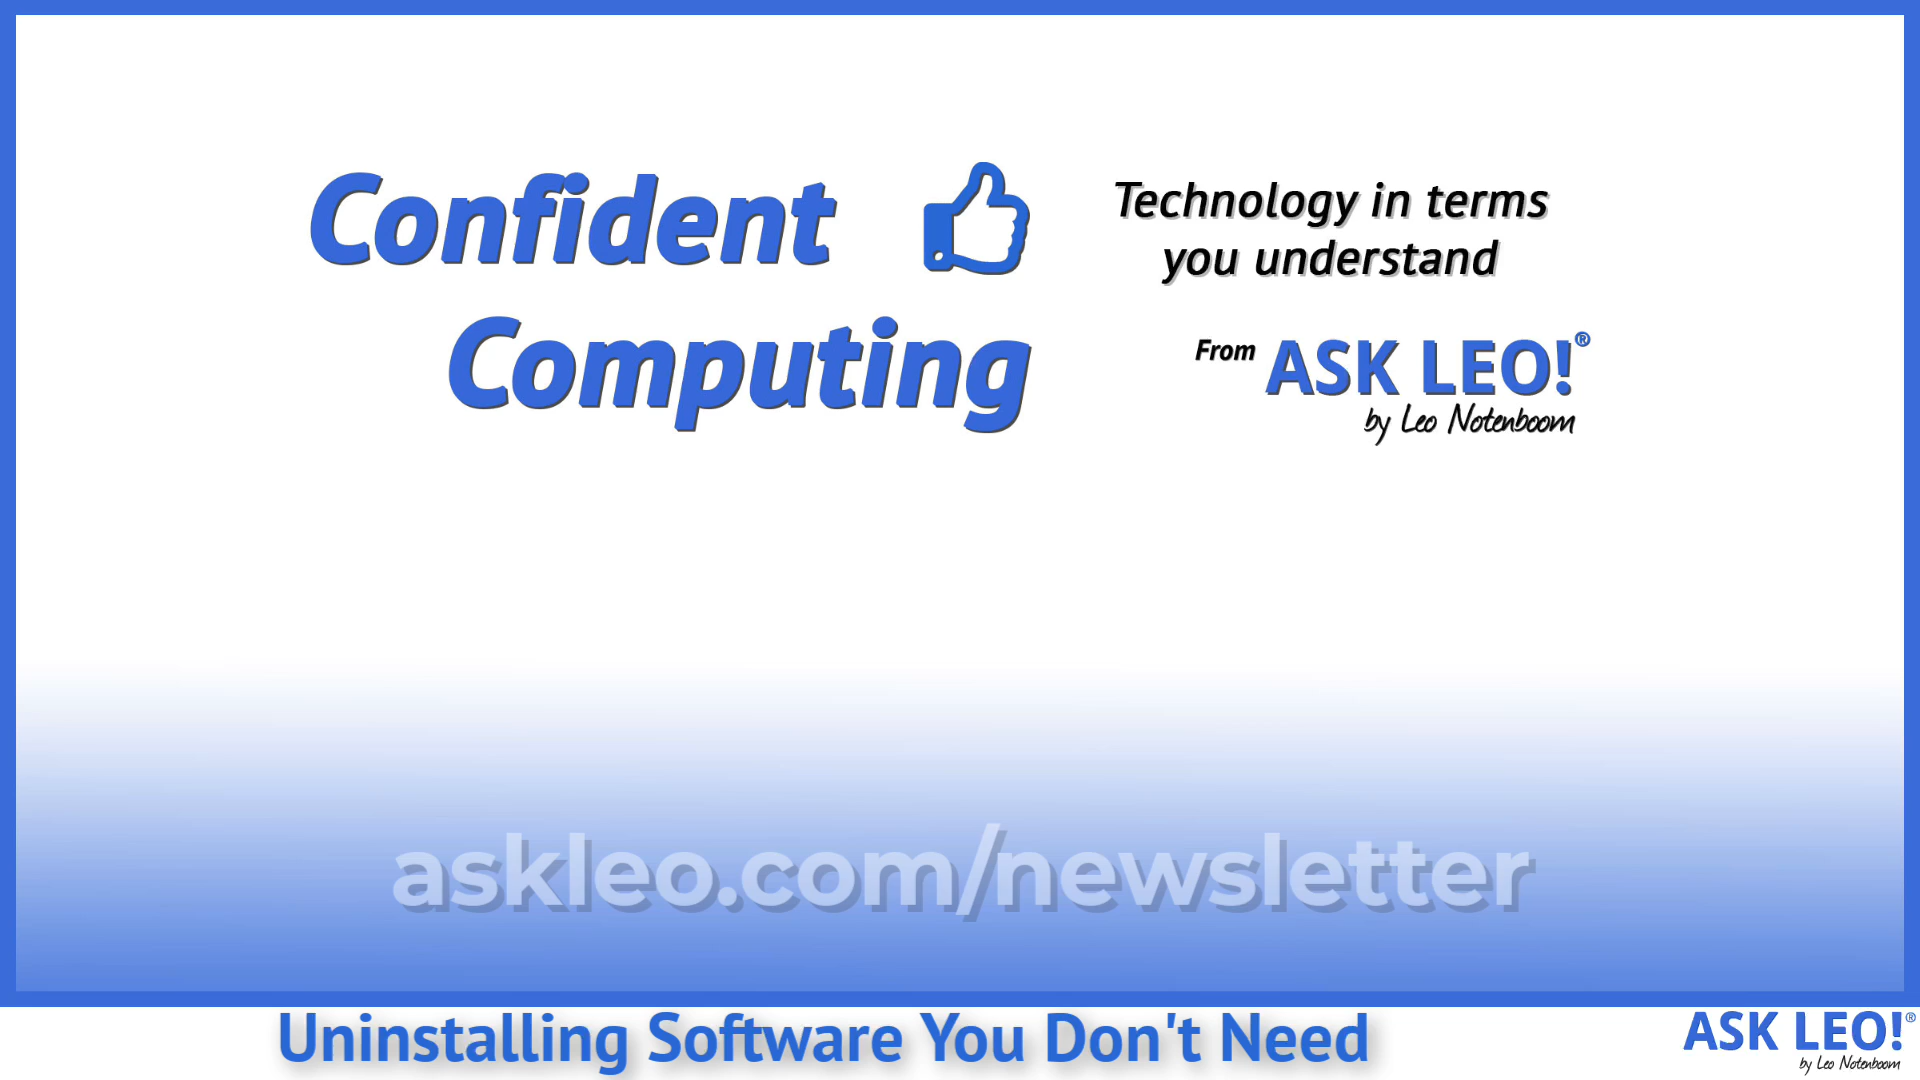 Confident
Computing
Technology in terms
you understand
From ASK LEO!®
by Leo Notenboom
askleo.com/newsletter
Uninstalling Software You Don't Need
ASK LEO!®
by Leo Notenboom